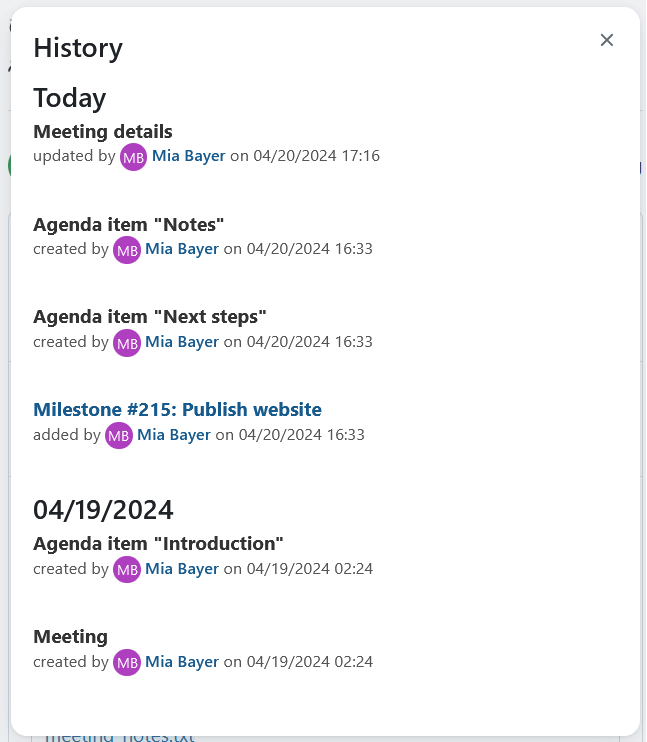 History
Today
Meeting details
updated by MB Mia Bayer on 04/20/2024 17:16
Agenda item "Notes"
created by MB Mia Bayer on 04/20/2024 16:33
Agenda item "Next steps"
created by MB Mia Bayer on 04/20/2024 16:33
Milestone #215: Publish website
added by MB Mia Bayer on 04/20/2024 16:33
04/19/2024
Agenda item "Introduction"
created by MB Mia Bayer on 04/19/2024 02:24
Meeting
created by MB Mia Bayer on 04/19/2024 02:24
meeting_notes.txt